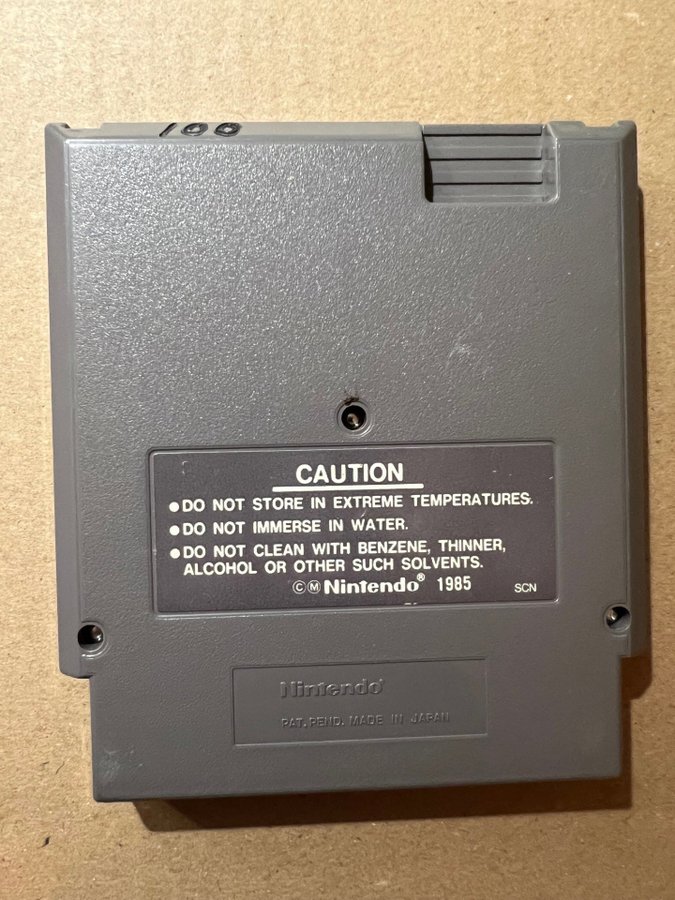 100
CAUTION
●DO NOT STORE IN EXTREME TEMPERATURES.
●DO NOT IMMERSE IN WATER.
●DO NOT CLEAN WITH BENZENE, THINNER,
ALCOHOL OR OTHER SUCH SOLVENTS.
©Ⓜ Nintendo® 1985 SCN
Nintendo®
PAT. PEND. MADE IN JAPAN